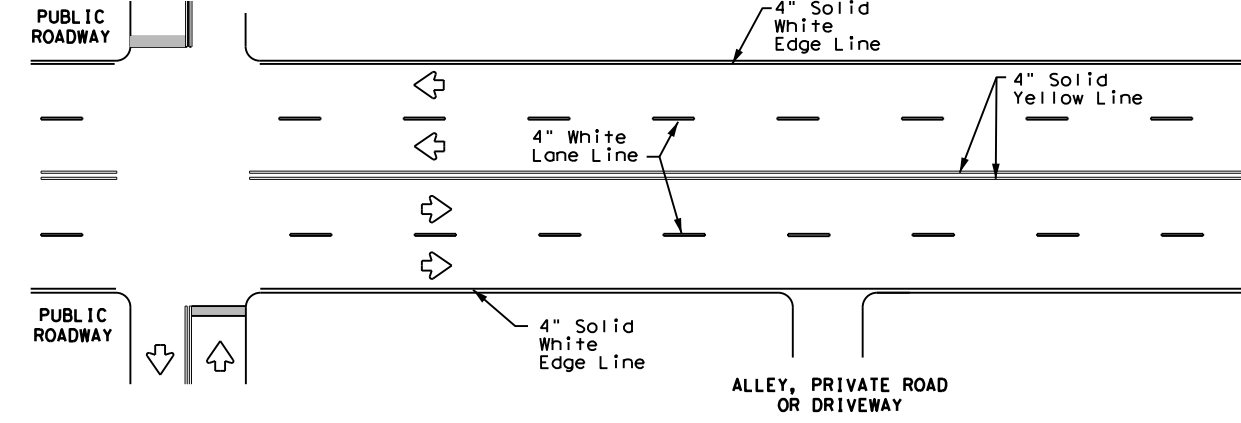 PUBLIC
ROADWAY
4" Solid
White
Edge Line
4" Solid
Yellow Line
4" White
Lane Line
PUBLIC
ROADWAY
4" Solid
White
Edge Line
ALLEY, PRIVATE ROAD
OR DRIVEWAY